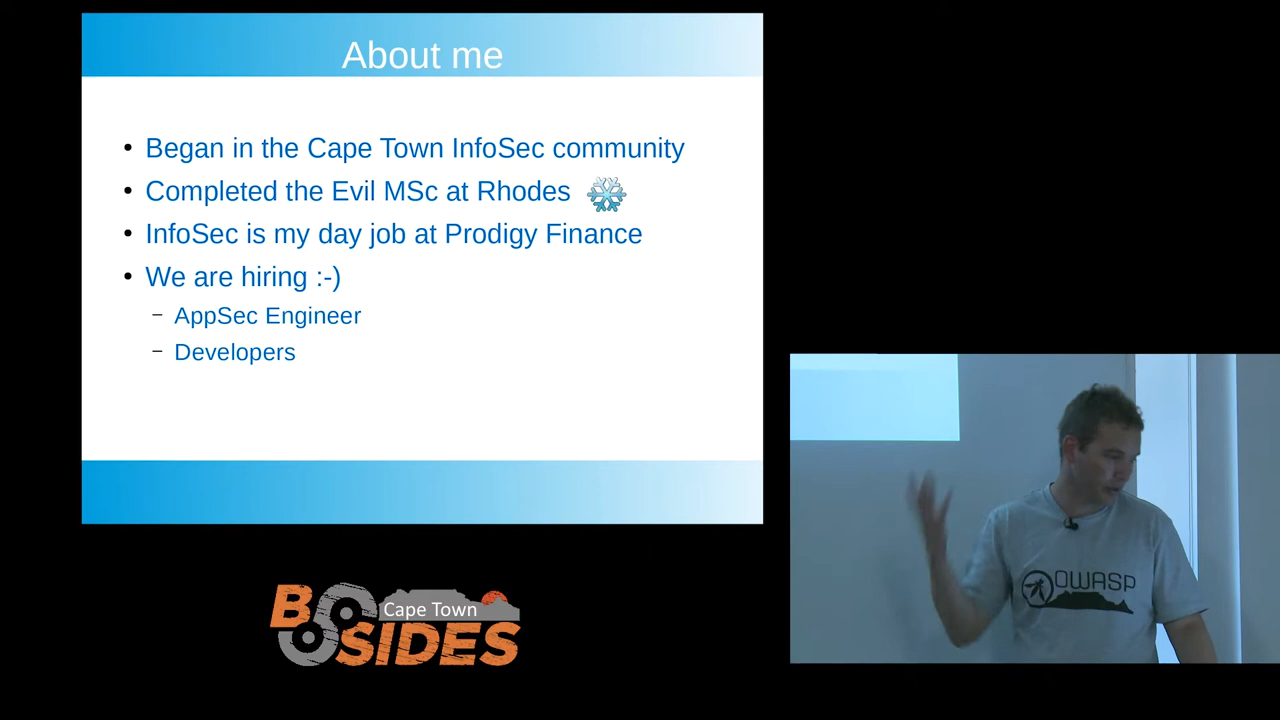 About me
Began in the Cape Town InfoSec community
Completed the Evil MSc at Rhodes
InfoSec is my day job at Prodigy Finance
We are hiring :-)
AppSec Engineer
Developers
OWASP
BSIDES
Cape Town